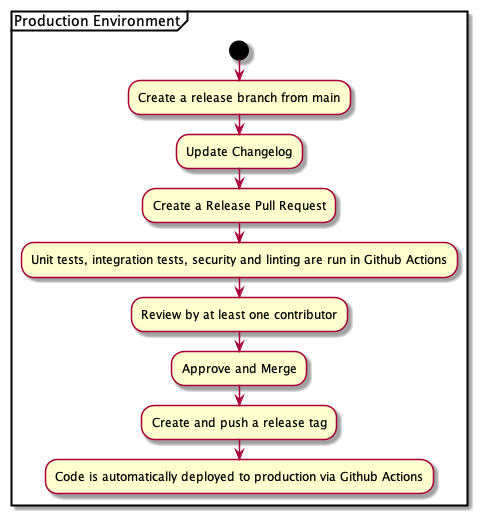 Production Environment
Create a release branch from main
Update Changelog
Create a Release Pull Request
Unit tests, integration tests, security and linting are run in Github Actions
Review by at least one contributor
Approve and Merge
Create and push a release tag
Code is automatically deployed to production via Github Actions